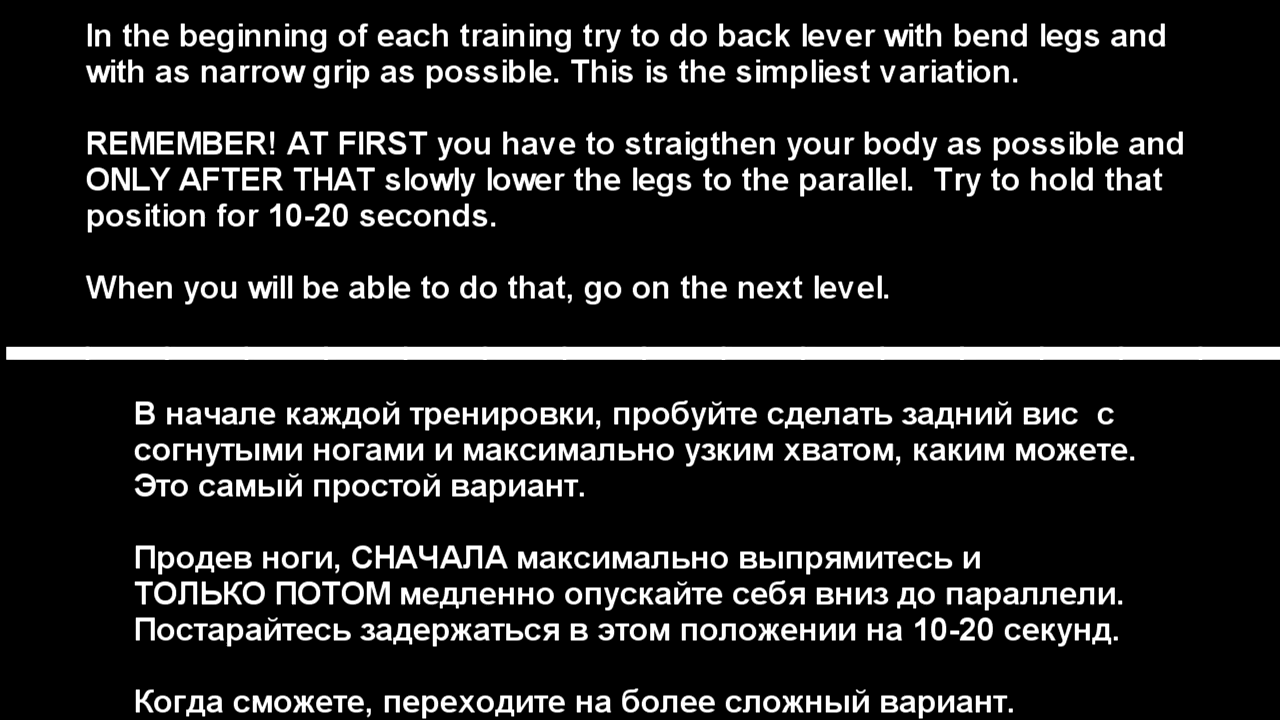 In the beginning of each training try to do back lever with bend legs and
with as narrow grip as possible. This is the simpliest variation.
REMEMBER! AT FIRST you have to straigthen your body as possible and
ONLY AFTER THAT slowly lower the legs to the parallel.  Try to hold that
position for 10-20 seconds.
When you will be able to do that, go on the next level.
В начале каждой тренировки, пробуйте сделать задний вис  с
согнутыми ногами и максимально узким хватом, каким можете.
Это самый простой вариант.
Продев ноги, СНАЧАЛА максимально выпрямитесь и
ТОЛЬКО ПОТОМ медленно опускайте себя вниз до параллели.
Постарайтесь задержаться в этом положении на 10-20 секунд.
Когда сможете, переходите на более сложный вариант.